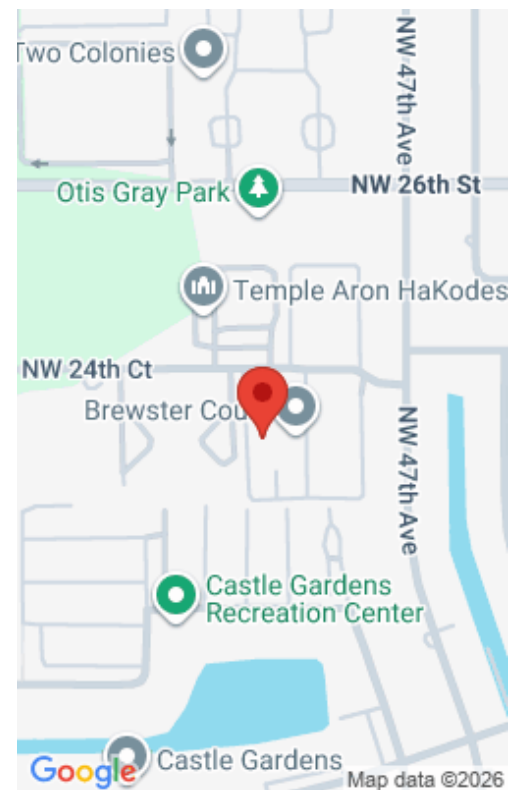 Two Colonies
NW 47th Ave
Otis Gray Park
NW 26th St
Temple Aron HaKodes
NW 24th Ct
Brewster Cou
NW 47th Ave
Castle Gardens
Recreation Center
Castle Gardens
Google
Map data ©2026